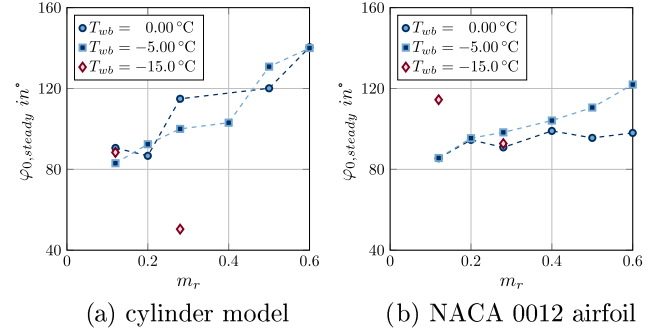 160
120
80
40
φ0,steady in°
T_wb = 0.00 °C
T_wb = −5.00 °C
T_wb = −15.0 °C
0
0.2
0.4
0.6
m_r
(a) cylinder model
160
120
80
40
φ0,steady in°
T_wb = 0.00 °C
T_wb = −5.00 °C
T_wb = −15.0 °C
0
0.2
0.4
0.6
m_r
(b) NACA 0012 airfoil